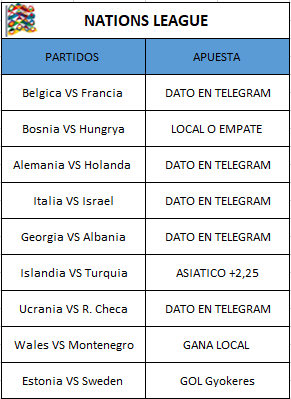 NATIONS LEAGUE
PARTIDOS APUESTA
Belgica VS Francia DATO EN TELEGRAM
Bosnia VS Hungrya LOCAL O EMPATE
Alemania VS Holanda DATO EN TELEGRAM
Italia VS Israel DATO EN TELEGRAM
Georgia VS Albania DATO EN TELEGRAM
Islandia VS Turquia ASIATICO +2,25
Ucrania VS R. Checa DATO EN TELEGRAM
Wales VS Montenegro GANA LOCAL
Estonia VS Sweden GOL Gyokeres